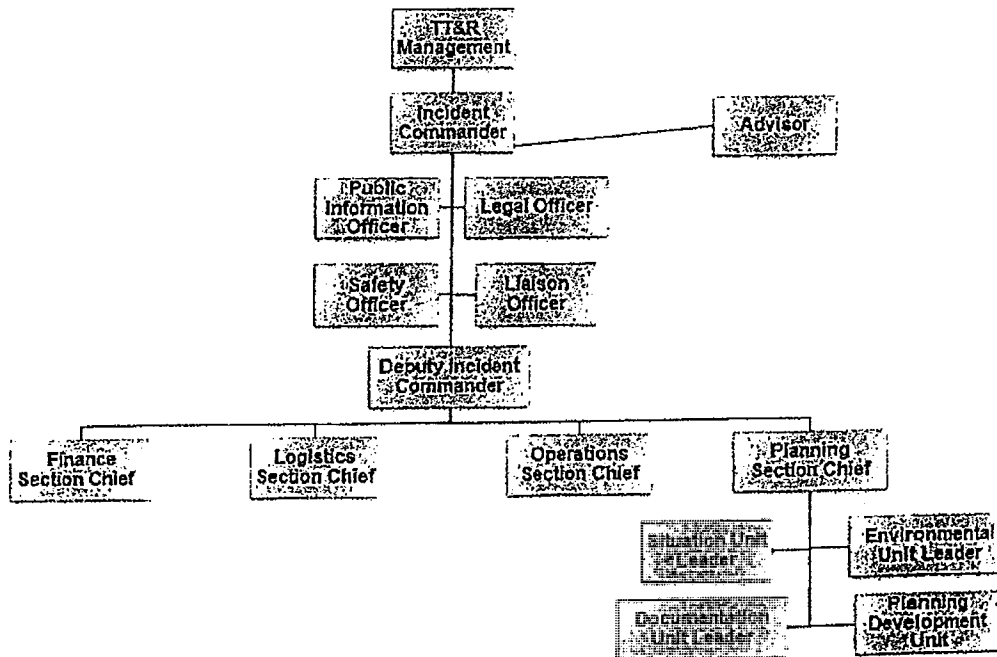 TT&R
Management
Incident
Commander
Advisor
Public
Information
Officer
Legal Officer
Safety
Officer
Liaison
Officer
Deputy Incident
Commander
Finance
Section Chief
Logistics
Section Chief
Operations
Section Chief
Planning
Section Chief
Situation Unit
Leader
Environmental
Unit Leader
Documentation
Unit Leader
Planning
Development
Unit